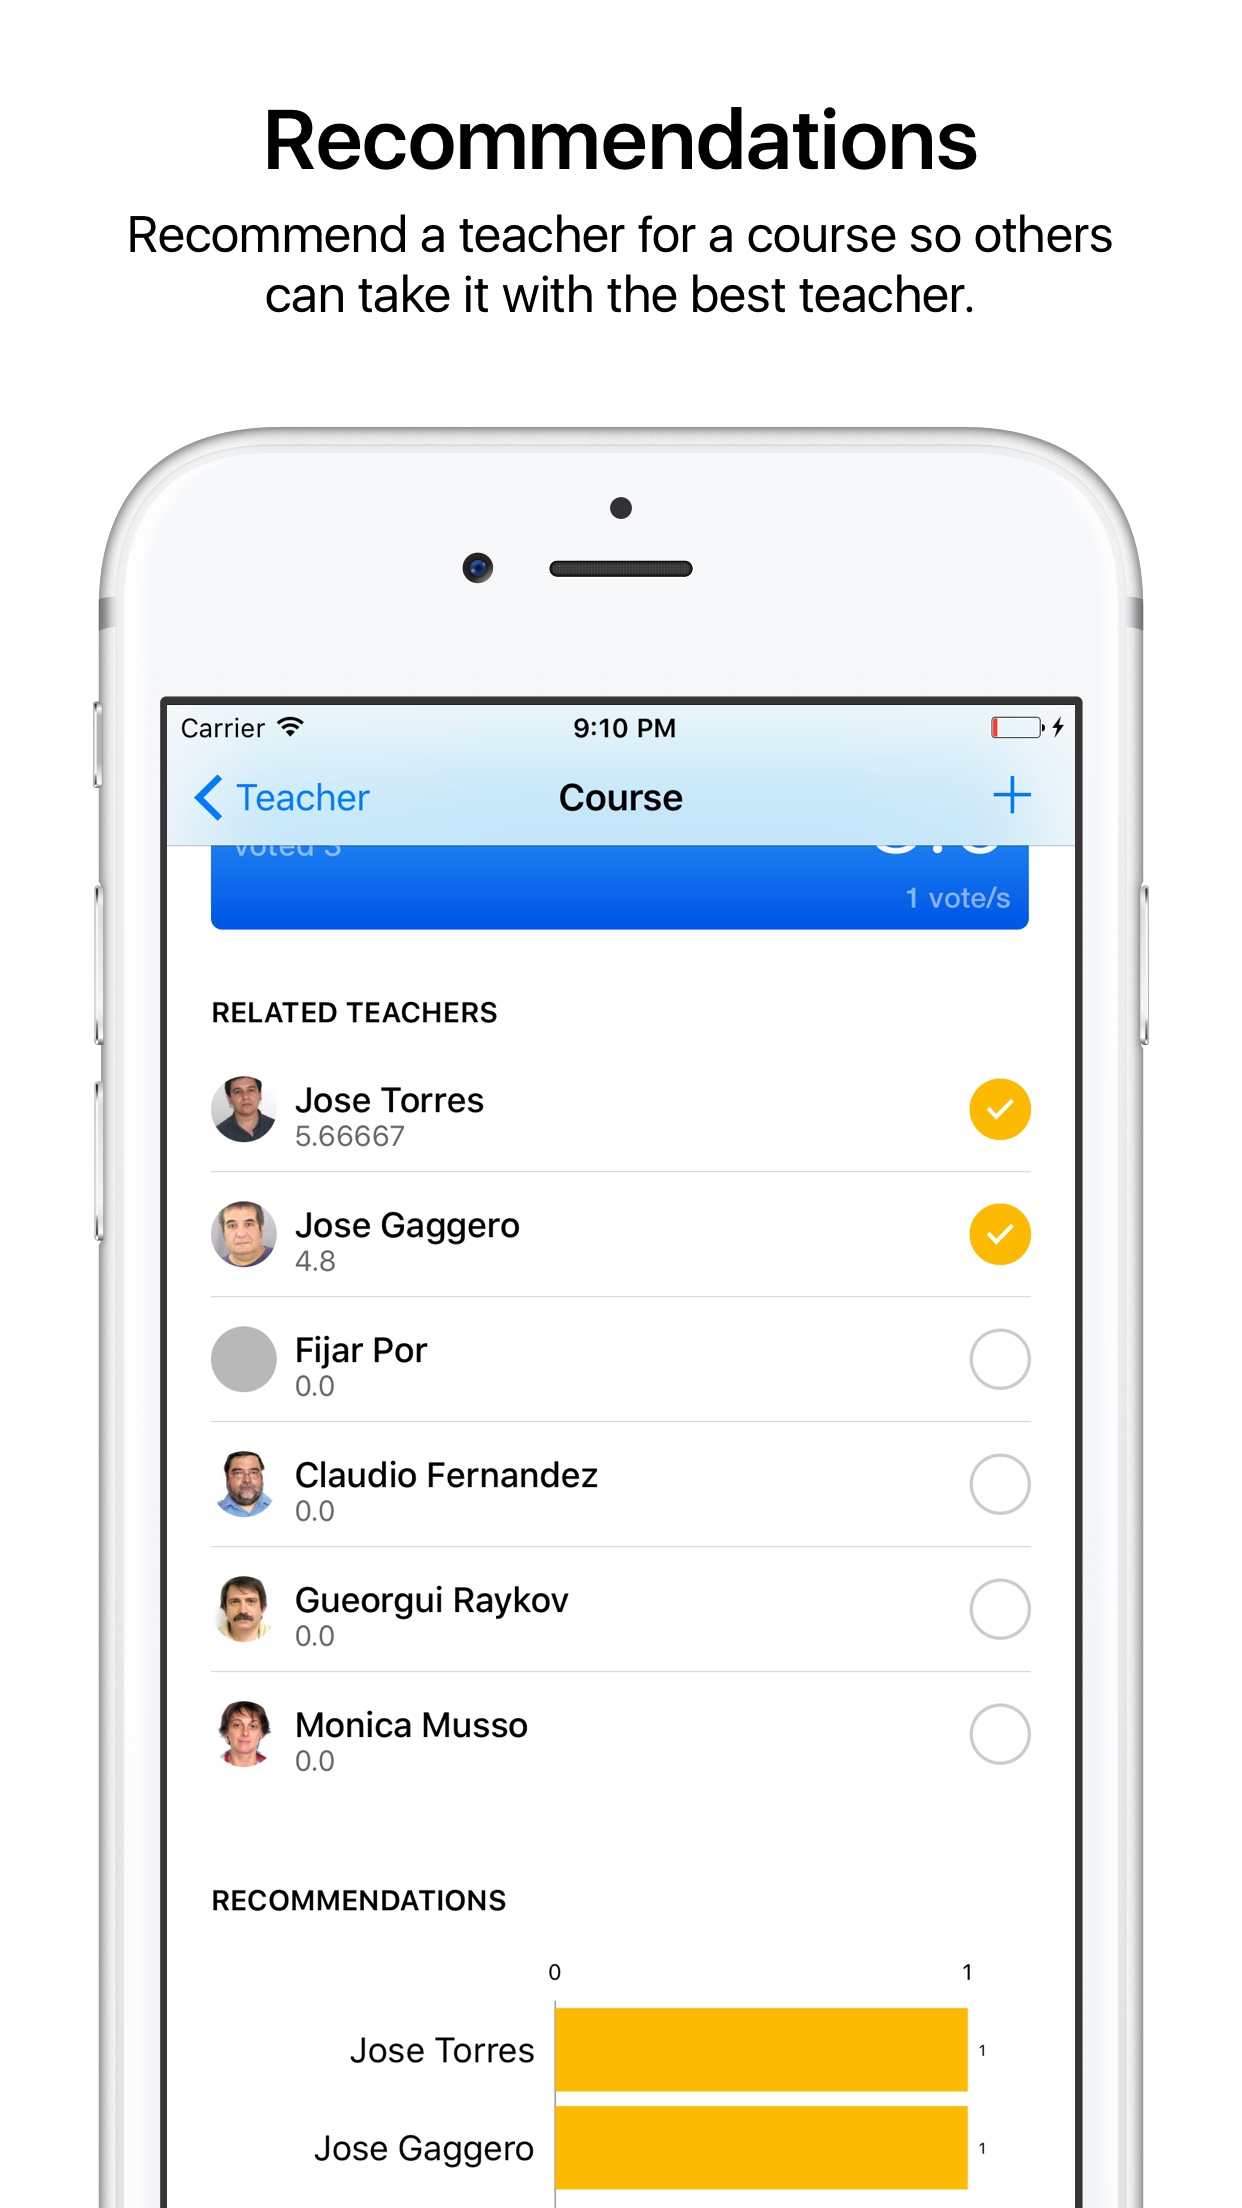 Recommendations
Recommend a teacher for a course so others
can take it with the best teacher.
Carrier 9:10 PM
Teacher Course +
voted 3
1 vote/s
RELATED TEACHERS
Jose Torres
5.66667
Jose Gaggero
4.8
Fijar Por
0.0
Claudio Fernandez
0.0
Gueorgui Raykov
0.0
Monica Musso
0.0
RECOMMENDATIONS
0 1
Jose Torres 1
Jose Gaggero 1